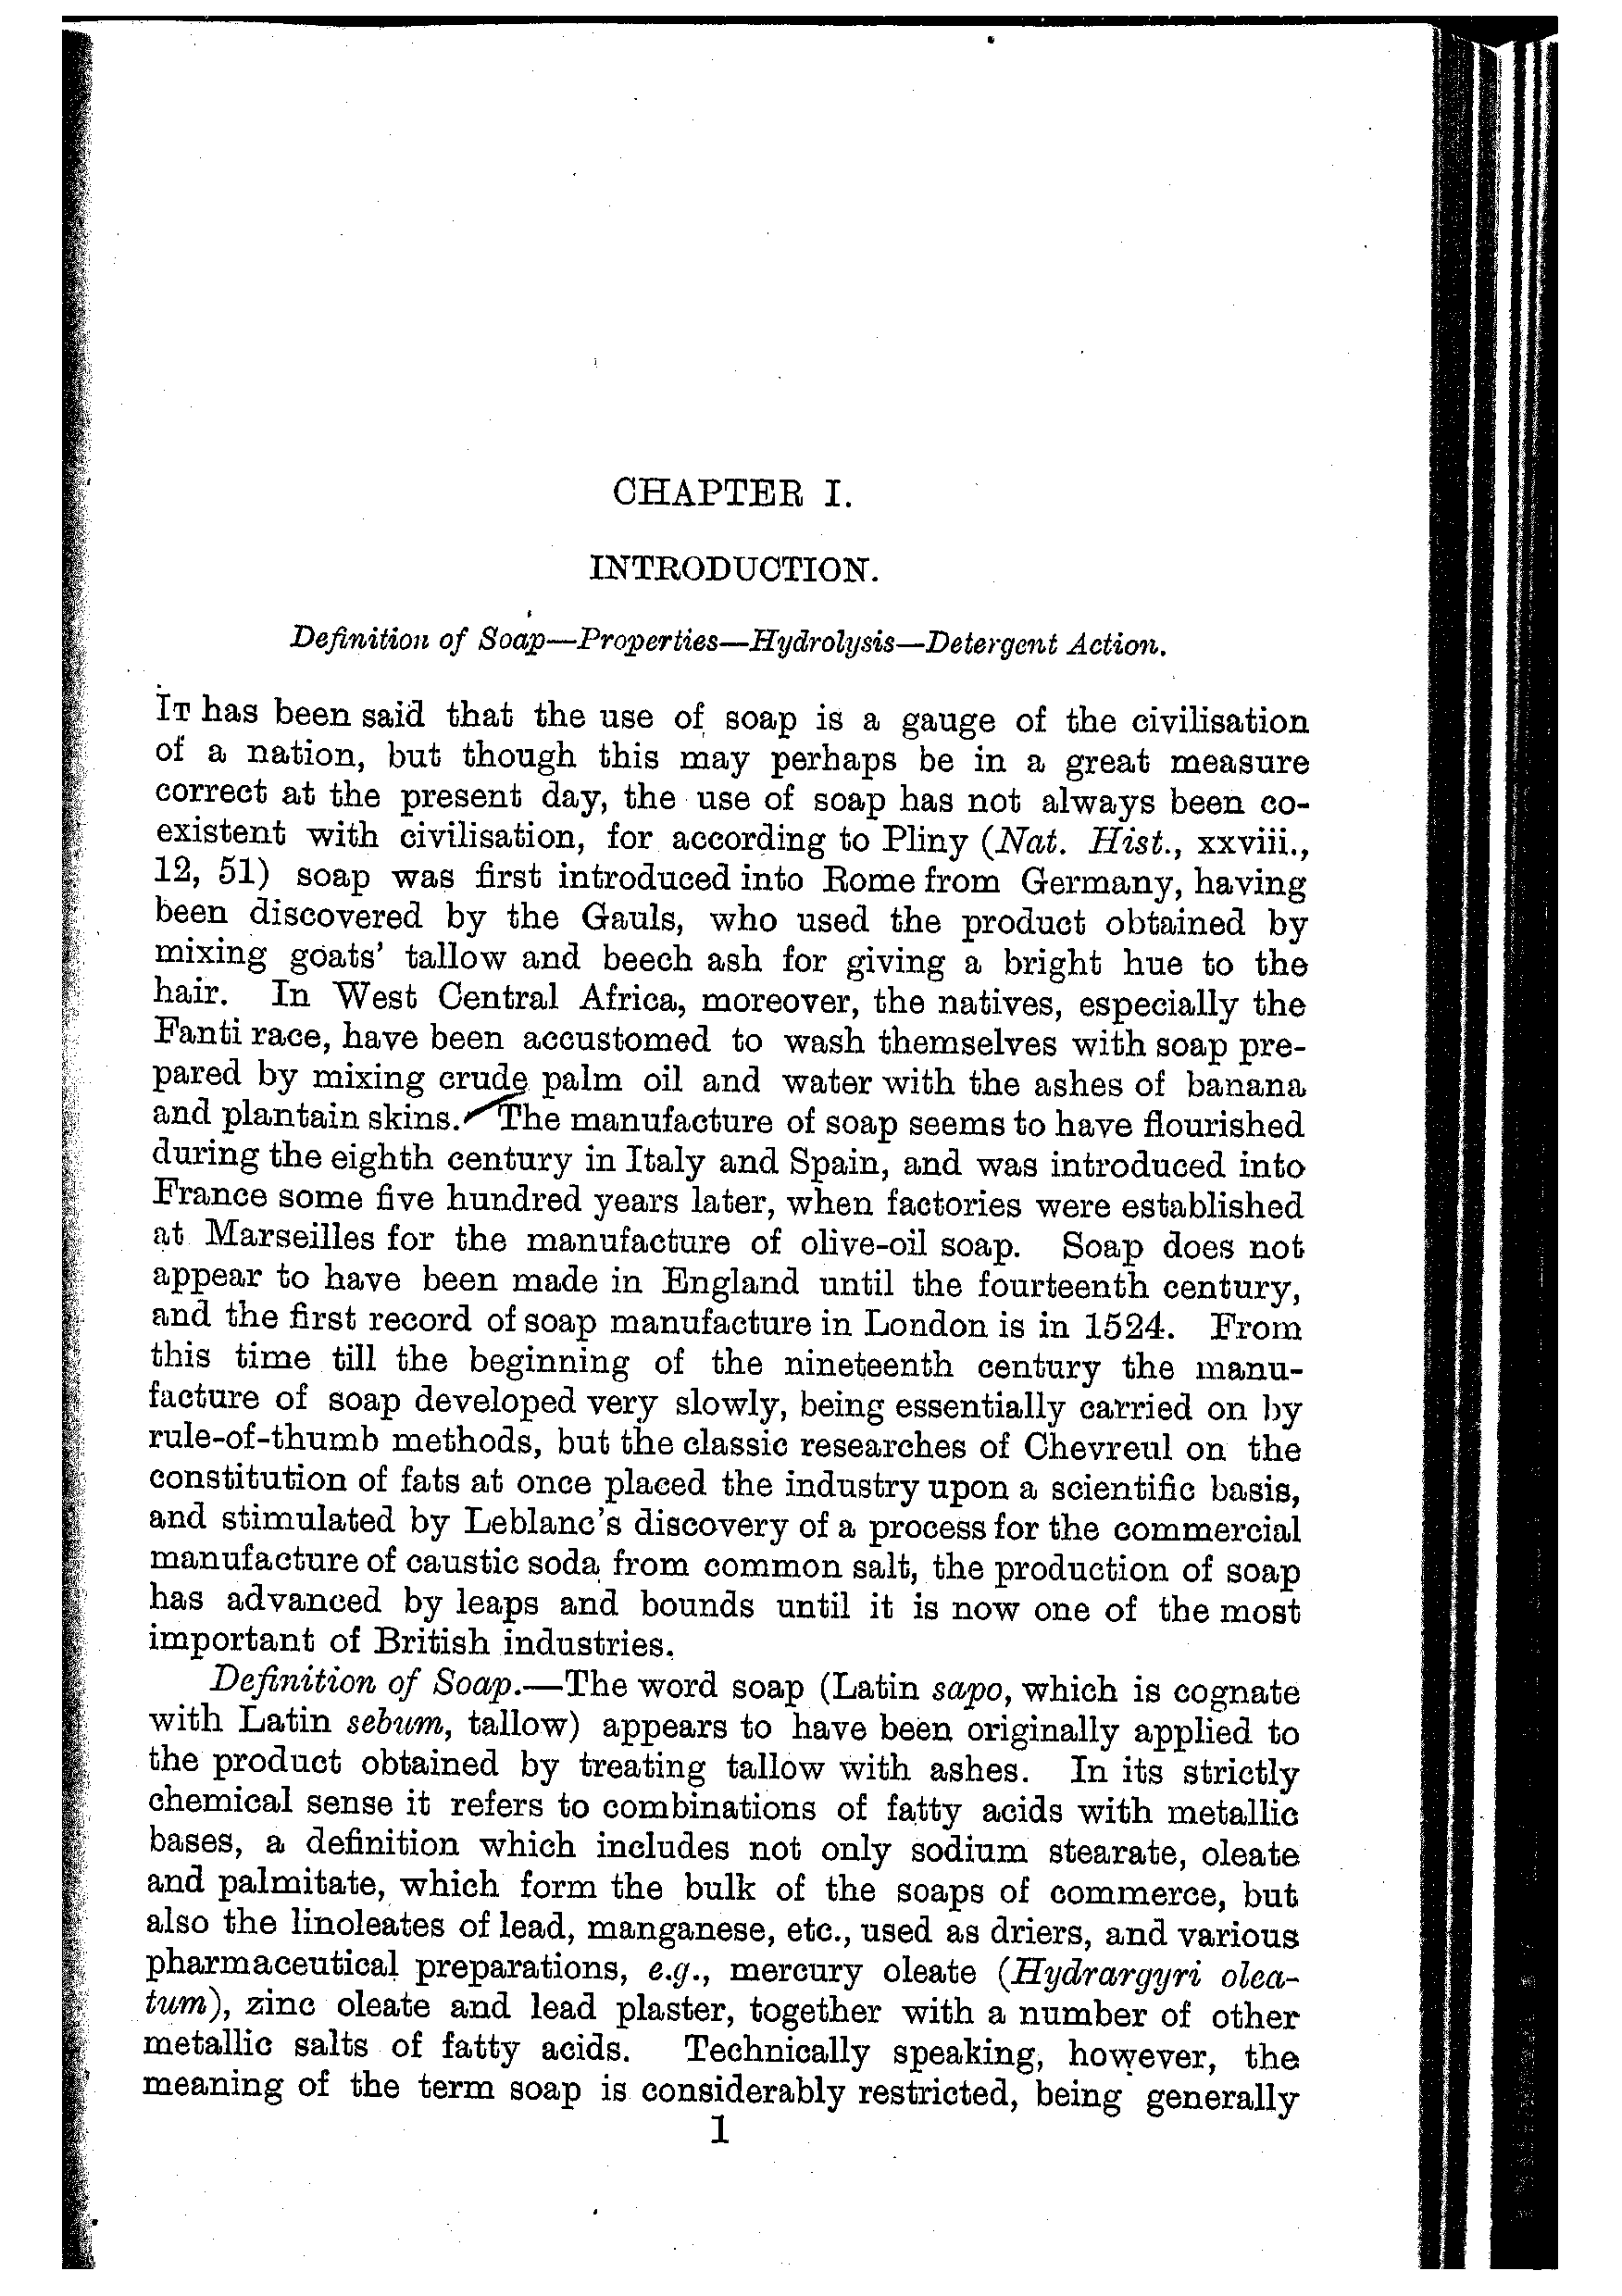 CHAPTER I.
INTRODUCTION.
Definition of Soap—Properties—Hydrolysis—Detergent Action.
IT has been said that the use of soap is a gauge of the civilisation
of a nation, but though this may perhaps be in a great measure
correct at the present day, the use of soap has not always been co-
existent with civilisation, for according to Pliny (Nat. Hist., xxviii.,
12, 51) soap was first introduced into Rome from Germany, having
been discovered by the Gauls, who used the product obtained by
mixing goats' tallow and beech ash for giving a bright hue to the
hair. In West Central Africa, moreover, the natives, especially the
Fanti race, have been accustomed to wash themselves with soap pre-
pared by mixing crude palm oil and water with the ashes of banana
and plantain skins. The manufacture of soap seems to have flourished
during the eighth century in Italy and Spain, and was introduced into
France some five hundred years later, when factories were established
at Marseilles for the manufacture of olive-oil soap. Soap does not
appear to have been made in England until the fourteenth century,
and the first record of soap manufacture in London is in 1524. From
this time till the beginning of the nineteenth century the manu-
facture of soap developed very slowly, being essentially carried on by
rule-of-thumb methods, but the classic researches of Chevreul on the
constitution of fats at once placed the industry upon a scientific basis,
and stimulated by Leblanc's discovery of a process for the commercial
manufacture of caustic soda from common salt, the production of soap
has advanced by leaps and bounds until it is now one of the most
important of British industries.
Definition of Soap.—The word soap (Latin sapo, which is cognate
with Latin sebum, tallow) appears to have been originally applied to
the product obtained by treating tallow with ashes. In its strictly
chemical sense it refers to combinations of fatty acids with metallic
bases, a definition which includes not only sodium stearate, oleate
and palmitate, which form the bulk of the soaps of commerce, but
also the linoleates of lead, manganese, etc., used as driers, and various
pharmaceutical preparations, e.g., mercury oleate (Hydrargyri olea-
tum), zinc oleate and lead plaster, together with a number of other
metallic salts of fatty acids. Technically speaking, however, the
meaning of the term soap is considerably restricted, being generally
1